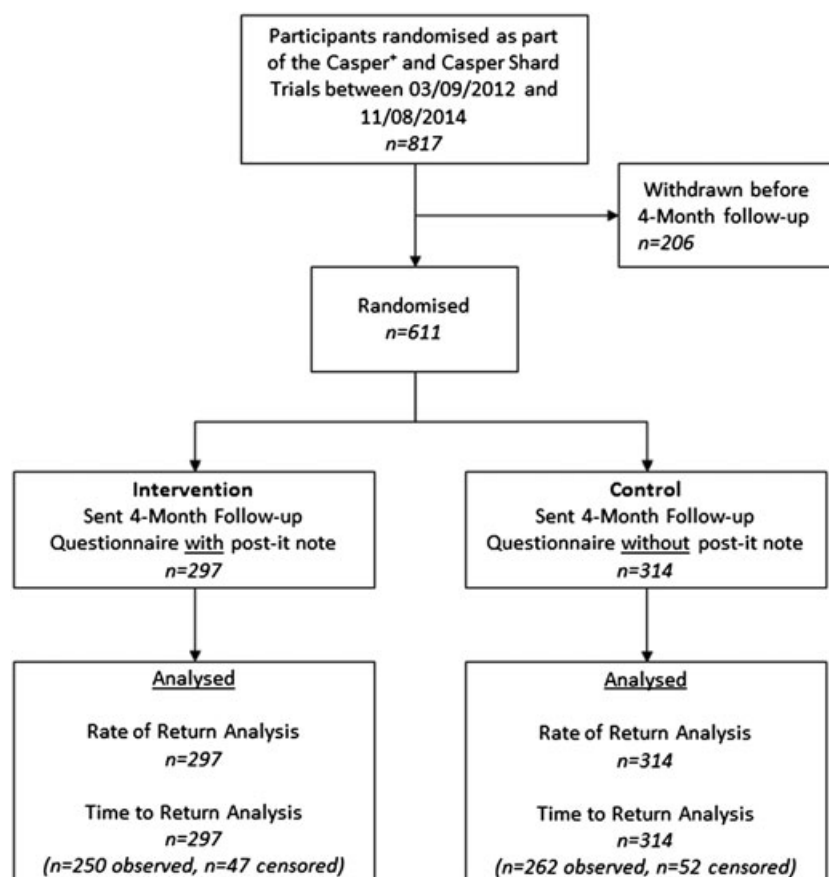 Participants randomised as part
of the Casper⁺ and Casper Shard
Trials between 03/09/2012 and
11/08/2014
n=817
Withdrawn before
4-Month follow-up
n=206
Randomised
n=611
Intervention
Sent 4-Month Follow-up
Questionnaire with post-it note
n=297
Control
Sent 4-Month Follow-up
Questionnaire without post-it note
n=314
Analysed
Rate of Return Analysis
n=297
Time to Return Analysis
n=297
(n=250 observed, n=47 censored)
Analysed
Rate of Return Analysis
n=314
Time to Return Analysis
n=314
(n=262 observed, n=52 censored)